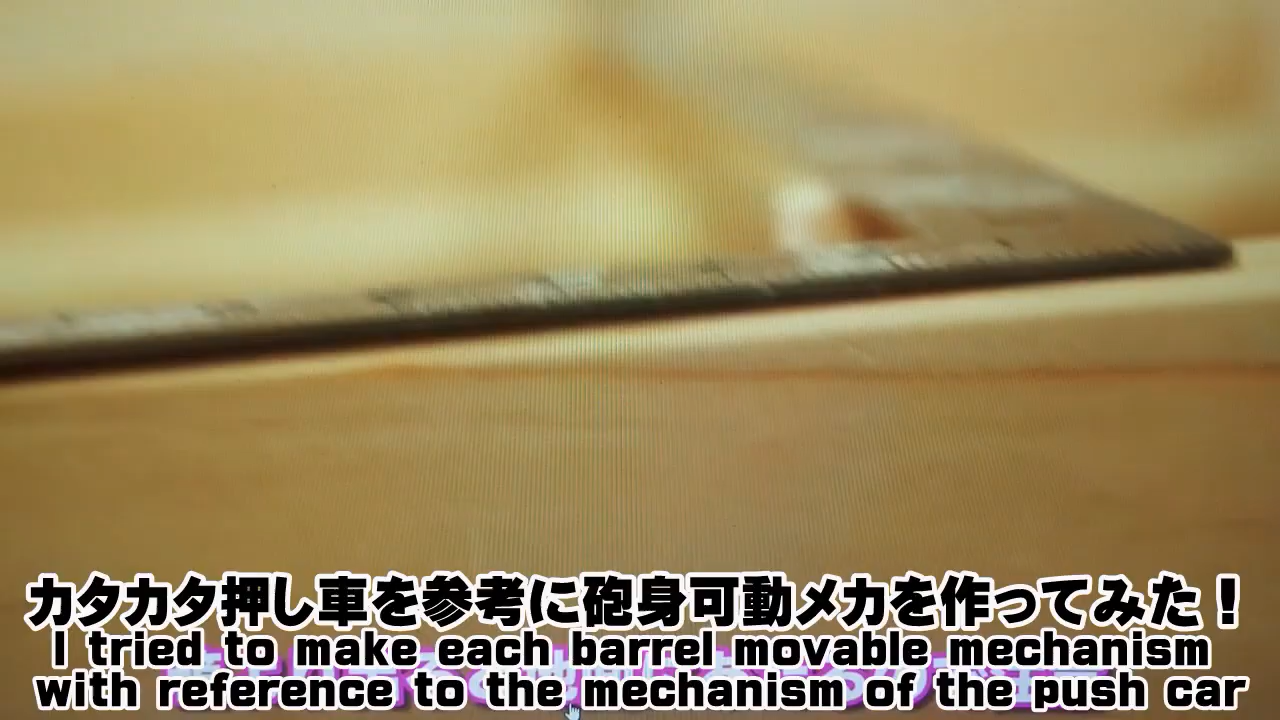 カタカタ押し車を参考に砲身可動メカを作ってみた！
I tried to make each barrel movable mechanism
with reference to the mechanism of the push car